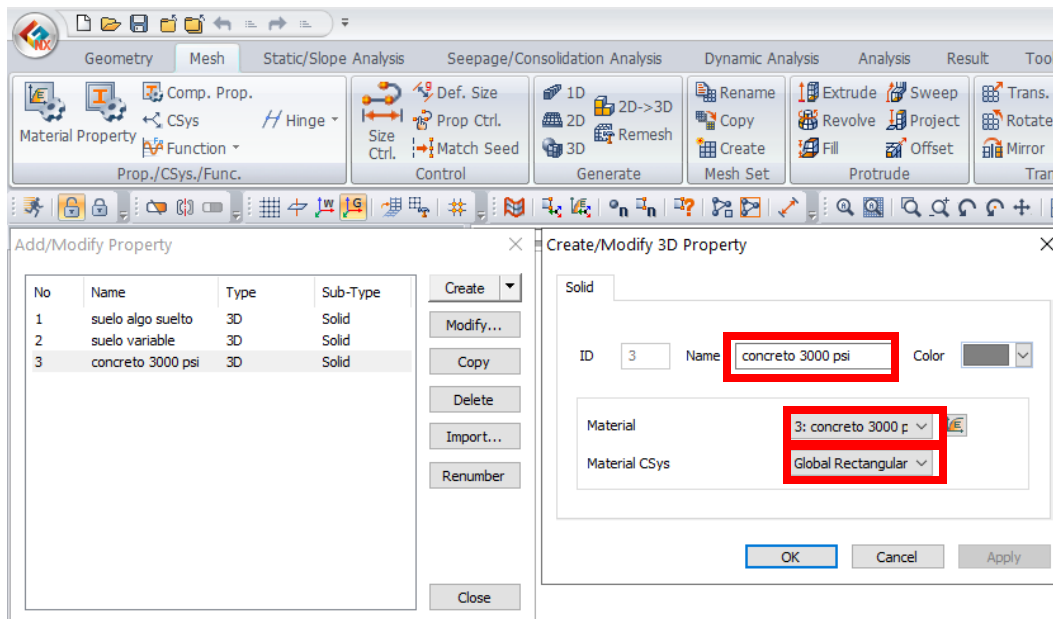 NX
Geometry Mesh Static/Slope Analysis Seepage/Consolidation Analysis Dynamic Analysis Analysis Result Too
Comp. Prop. Def. Size 1D 2D->3D Rename Extrude Sweep Trans.
CSys Hinge Prop Ctrl. 2D Remesh Copy Revolve Project Rotate
Material Property Function Size Ctrl. Match Seed 3D Create Fill Offset Mirror
Prop./CSys./Func. Control Generate Mesh Set Protrude Tran
Add/Modify Property
No Name Type Sub-Type
1 suelo algo suelto 3D Solid
2 suelo variable 3D Solid
3 concreto 3000 psi 3D Solid
Create
Modify...
Copy
Delete
Import...
Renumber
Close
Create/Modify 3D Property
Solid
ID 3 Name concreto 3000 psi Color
Material 3: concreto 3000 p
Material CSys Global Rectangular
OK Cancel Apply